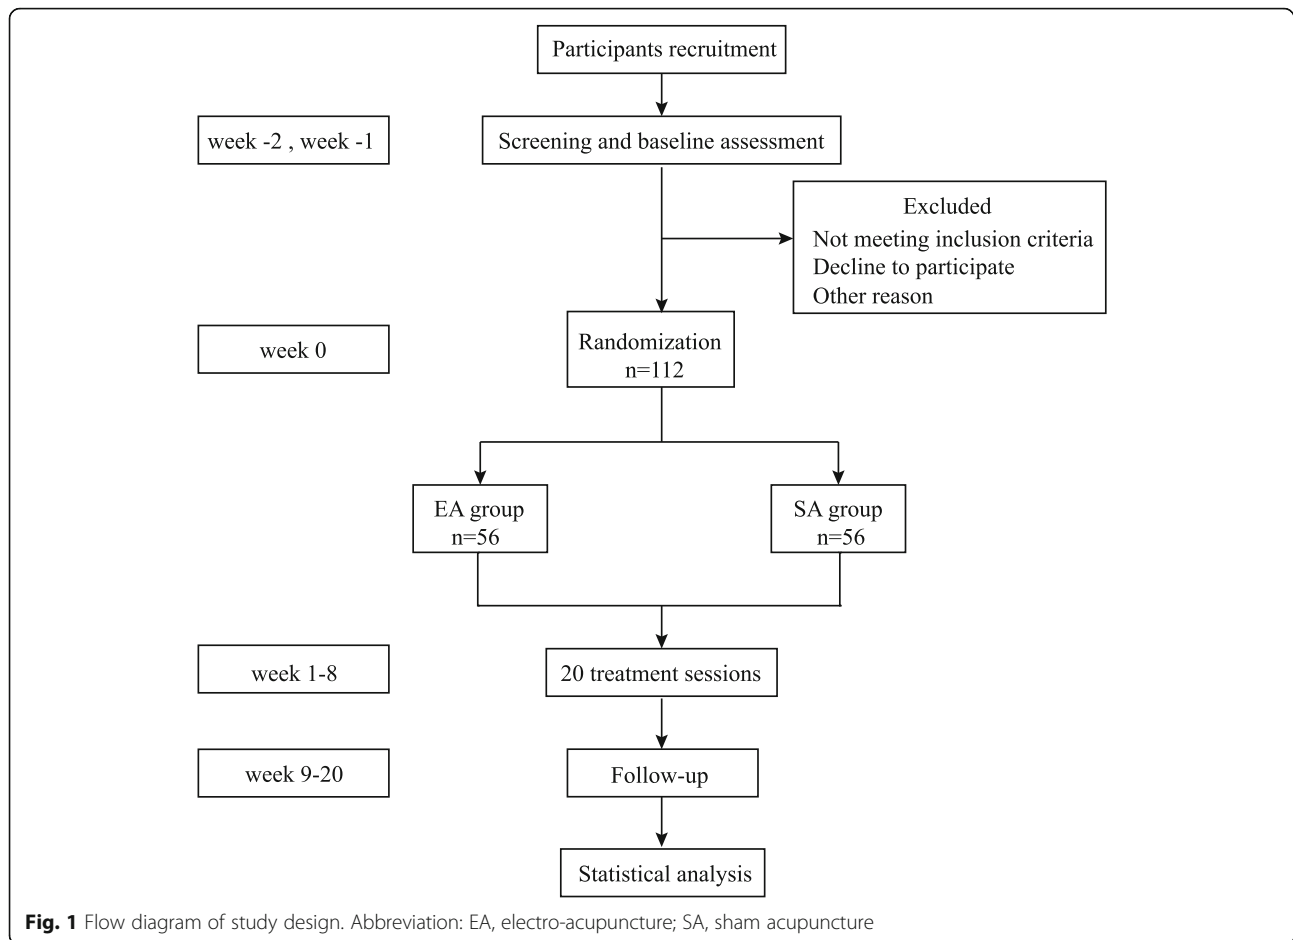 Participants recruitment
week -2 , week -1
Screening and baseline assessment
Excluded
Not meeting inclusion criteria
Decline to participate
Other reason
week 0
Randomization
n=112
EA group
n=56
SA group
n=56
week 1-8
20 treatment sessions
week 9-20
Follow-up
Statistical analysis
Fig. 1 Flow diagram of study design. Abbreviation: EA, electro-acupuncture; SA, sham acupuncture